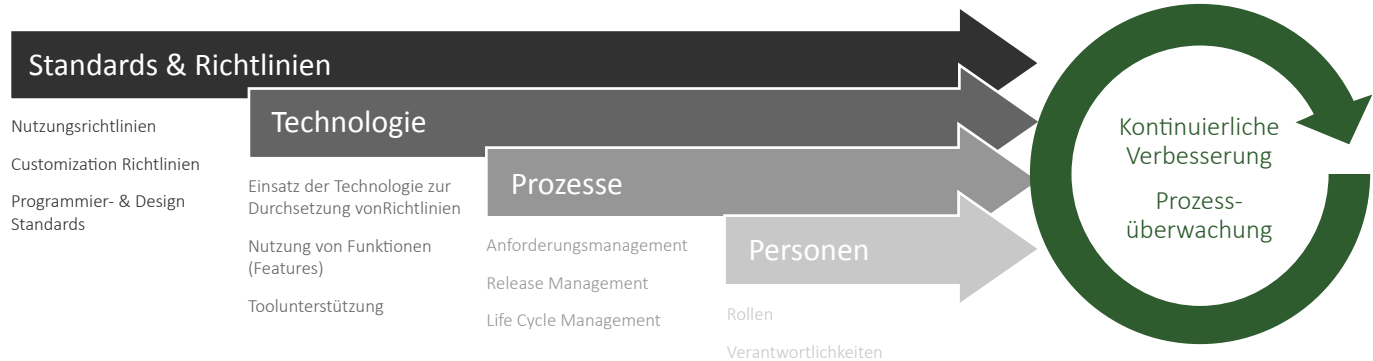 Standards & Richtlinien
Nutzungsrichtlinien
Customization Richtlinien
Programmier- & Design
Standards
Technologie
Einsatz der Technologie zur
Durchsetzung vonRichtlinien
Nutzung von Funktionen
(Features)
Toolunterstützung
Prozesse
Anforderungsmanagement
Release Management
Life Cycle Management
Personen
Rollen
Verantwortlichkeiten
Kontinuierliche
Verbesserung
Prozess-
überwachung